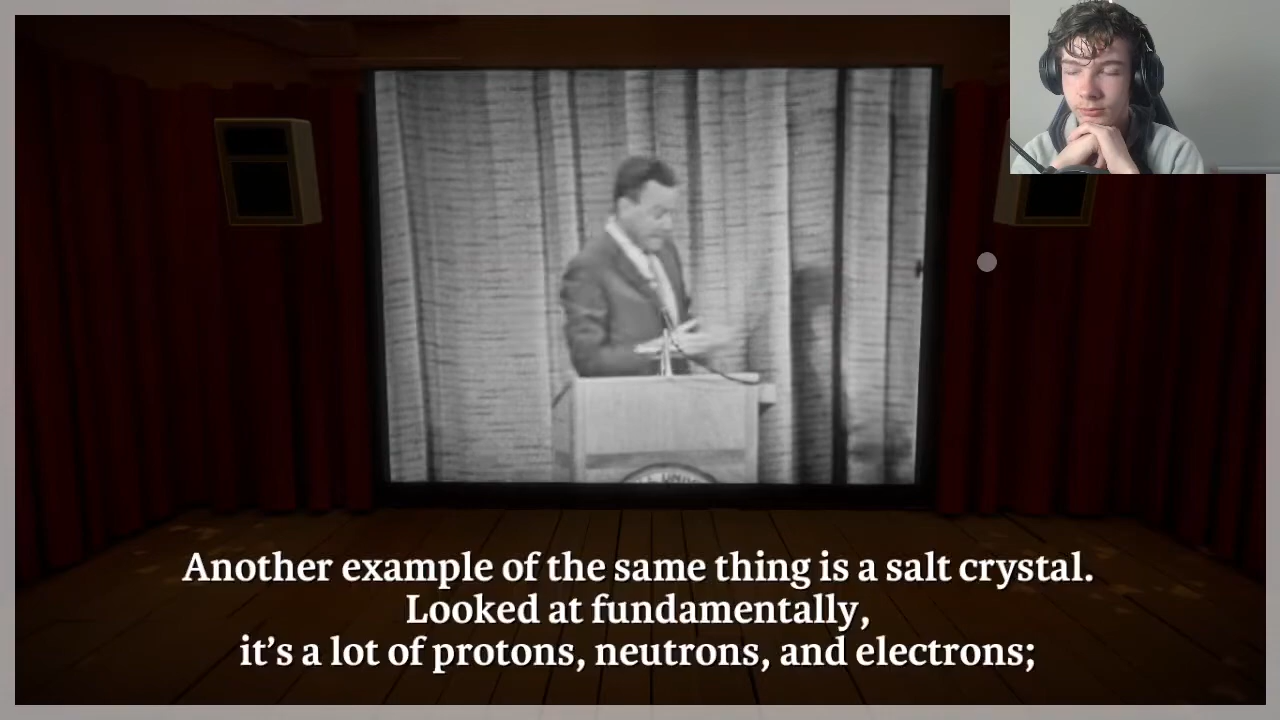 Another example of the same thing is a salt crystal.
Looked at fundamentally,
it's a lot of protons, neutrons, and electrons;